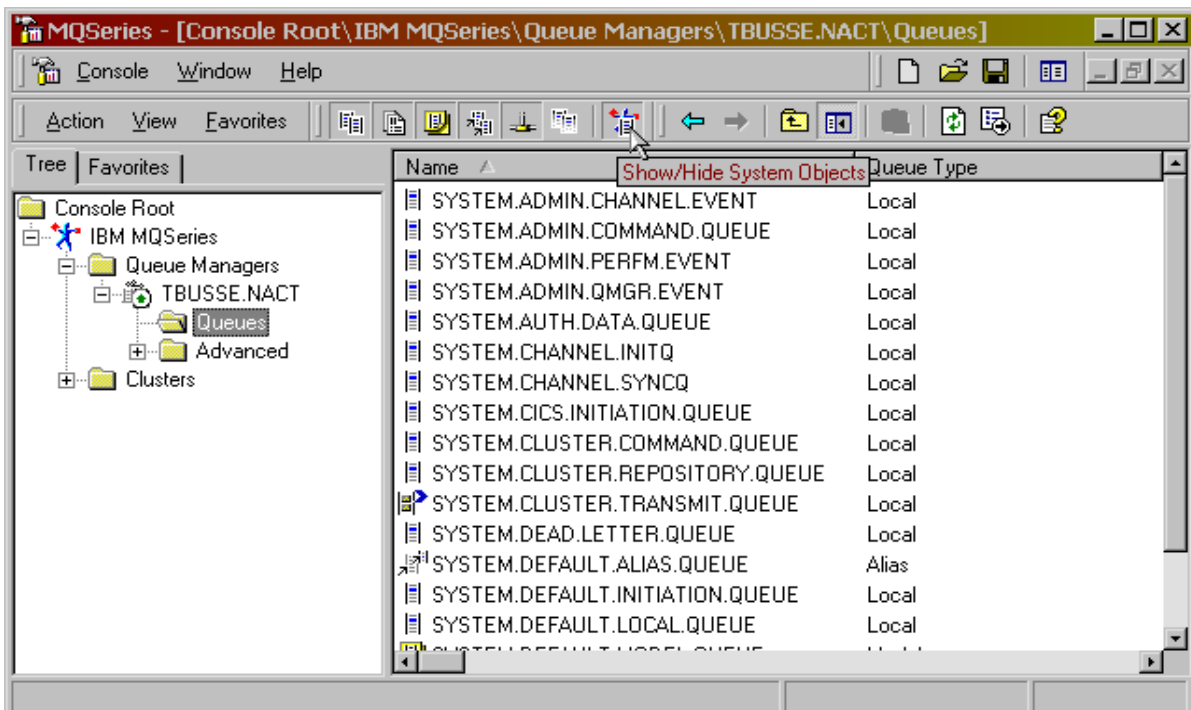 MQSeries - [Console Root\IBM MQSeries\Queue Managers\TBUSSE.NACT\Queues]
Console Window Help
Action View Favorites
Tree Favorites
Console Root
IBM MQSeries
Queue Managers
TBUSSE.NACT
Queues
Advanced
Clusters
Name Queue Type
Show/Hide System Objects
SYSTEM.ADMIN.CHANNEL.EVENT Local
SYSTEM.ADMIN.COMMAND.QUEUE Local
SYSTEM.ADMIN.PERFM.EVENT Local
SYSTEM.ADMIN.QMGR.EVENT Local
SYSTEM.AUTH.DATA.QUEUE Local
SYSTEM.CHANNEL.INITQ Local
SYSTEM.CHANNEL.SYNCQ Local
SYSTEM.CICS.INITIATION.QUEUE Local
SYSTEM.CLUSTER.COMMAND.QUEUE Local
SYSTEM.CLUSTER.REPOSITORY.QUEUE Local
SYSTEM.CLUSTER.TRANSMIT.QUEUE Local
SYSTEM.DEAD.LETTER.QUEUE Local
SYSTEM.DEFAULT.ALIAS.QUEUE Alias
SYSTEM.DEFAULT.INITIATION.QUEUE Local
SYSTEM.DEFAULT.LOCAL.QUEUE Local